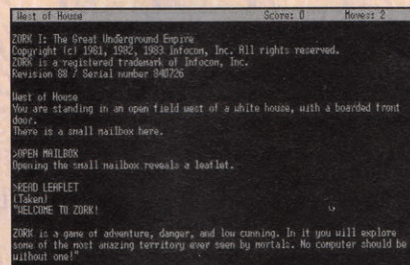 West of House Score: 0 Moves: 2
ZORK I: The Great Underground Empire
Copyright (c) 1981, 1982, 1983 Infocom, Inc. All rights reserved.
ZORK is a registered trademark of Infocom, Inc.
Revision 88 / Serial number 840726
West of House
You are standing in an open field west of a white house, with a boarded front
door.
There is a small mailbox here.
>OPEN MAILBOX
Opening the small mailbox reveals a leaflet.
>READ LEAFLET
(Taken)
"WELCOME TO ZORK!
ZORK is a game of adventure, danger, and low cunning. In it you will explore
some of the most amazing territory ever seen by mortals. No computer should be
without one!"